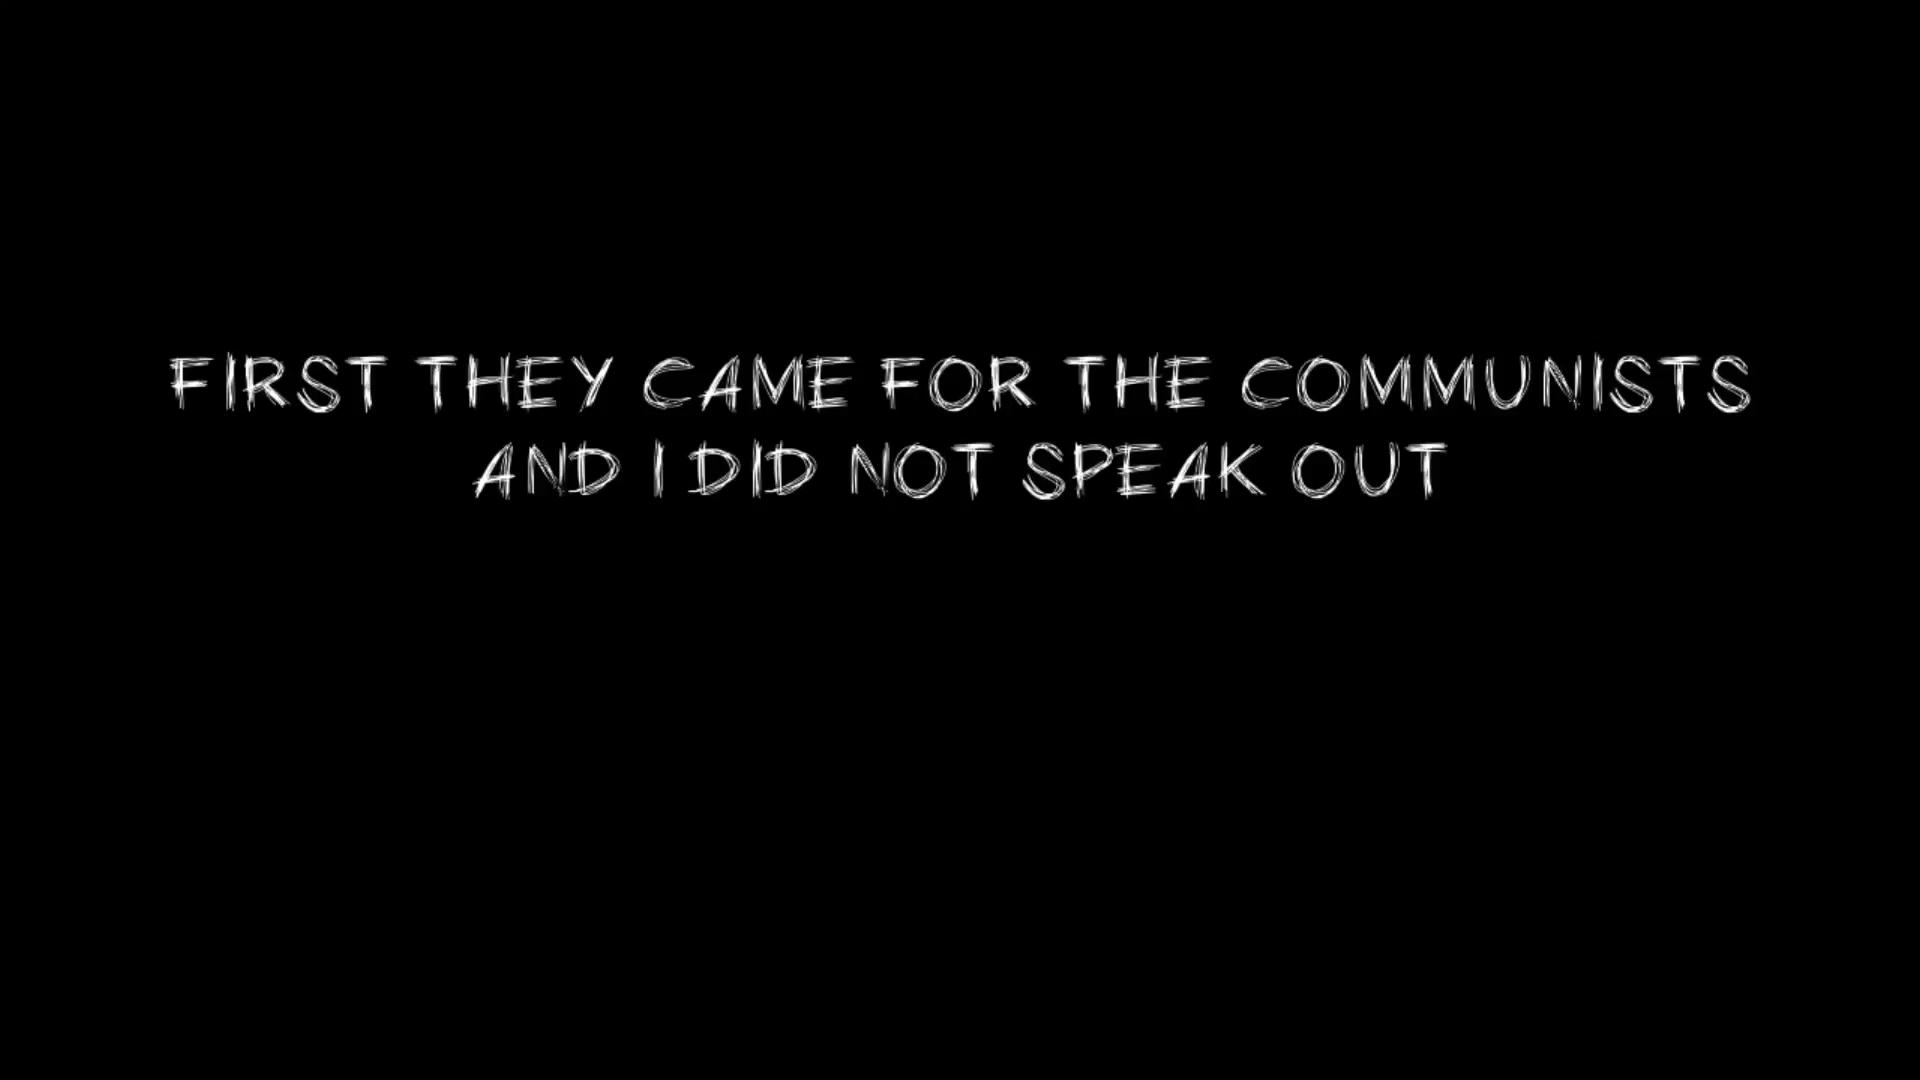 FIRST THEY CAME FOR THE COMMUNISTS
AND I DID NOT SPEAK OUT